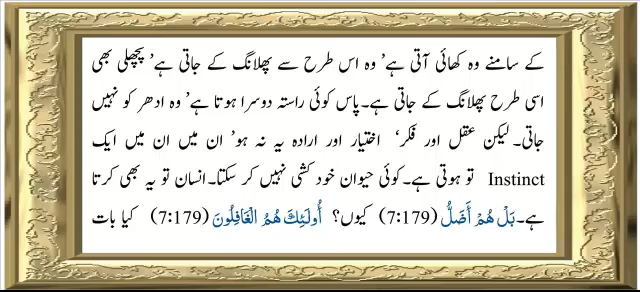 کے سامنے وہ کھائی آتی ہے’ وہ اس طرح سے پھلانگ کے جاتی ہے’ پچھلی بھی
اسی طرح پھلانگ کے جاتی ہے۔پاس کوئی راستہ دوسرا ہوتا ہے’ وہ ادھر کو نہیں
جاتی۔ لیکن عقل اور فکر‘ اختیار اور ارادہ یہ نہ ہو’ ان میں ان میں ایک
Instinct تو ہوتی ہے۔کوئی حیوان خود کشی نہیں کر سکتا۔انسان تو یہ بھی کرتا
ہے۔ بَلْ هُمْ أَضَلُّ (7:179) کیوں؟ أُولَـئِكَ هُمُ الْغَافِلُونَ (7:179) کیا بات